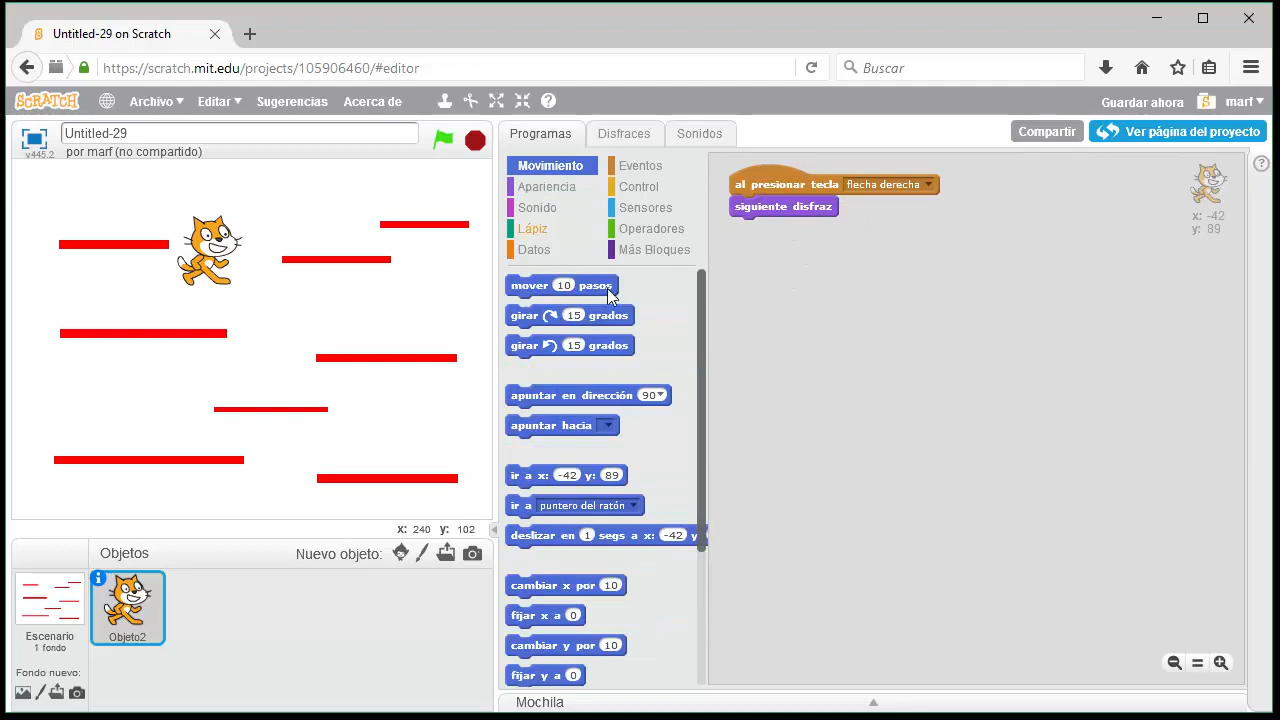 Untitled-29 on Scratch
https://scratch.mit.edu/projects/105906460/#editor
Buscar
SCRATCH
Archivo
Editar
Sugerencias
Acerca de
Guardar ahora
marf
v445.2
Untitled-29
por marf (no compartido)
Programas
Disfraces
Sonidos
Compartir
Ver página del proyecto
Movimiento
Eventos
Apariencia
Control
Sonido
Sensores
Lápiz
Operadores
Datos
Más Bloques
mover 10 pasos
girar 15 grados
girar 15 grados
apuntar en dirección 90
apuntar hacia
ir a x: -42 y: 89
ir a puntero del ratón
deslizar en 1 segs a x: -42 y
cambiar x por 10
fijar x a 0
cambiar y por 10
fijar y a 0
al presionar tecla flecha derecha
siguiente disfraz
x: -42
y: 89
x: 240 y: 102
Objetos
Nuevo objeto:
Escenario
1 fondo
Fondo nuevo:
Objeto2
Mochila